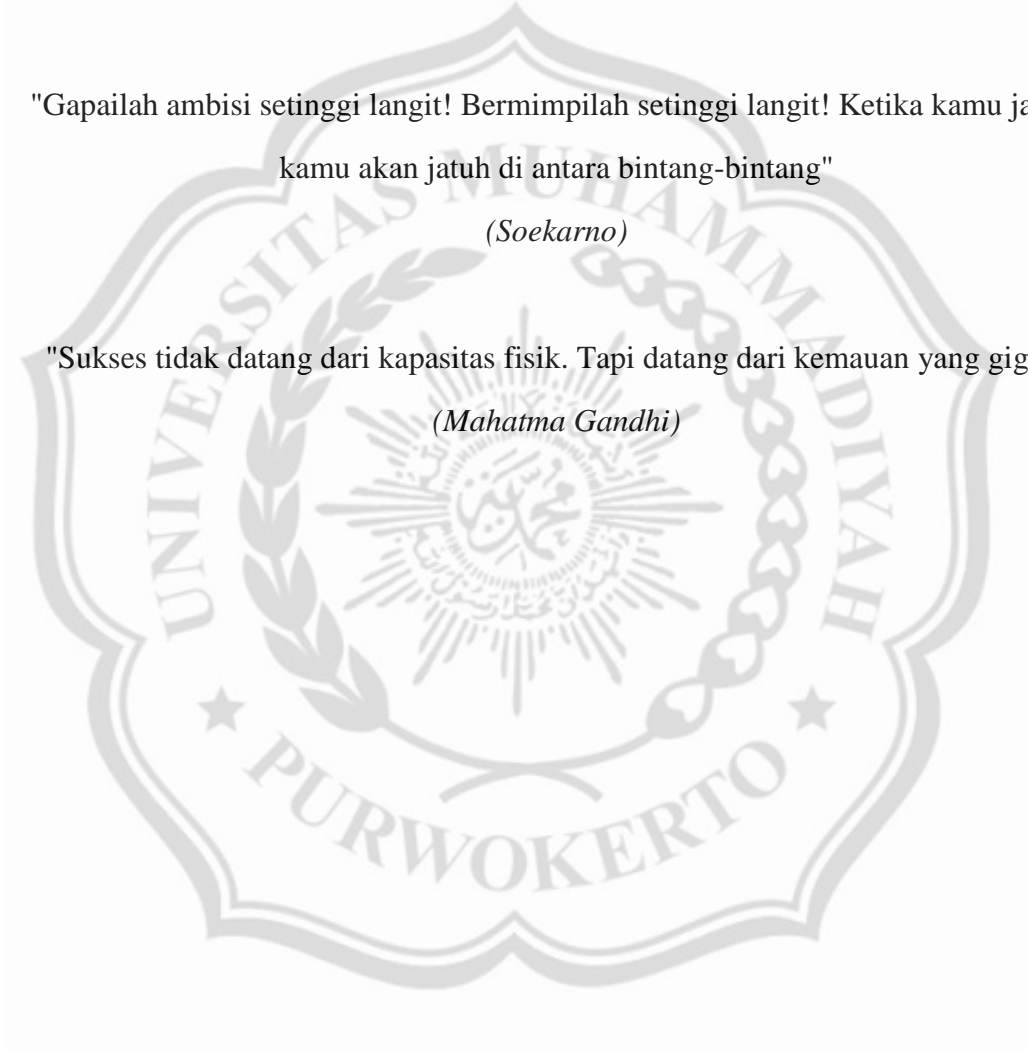 "Gapailah ambisi setinggi langit! Bermimpilah setinggi langit! Ketika kamu
kamu akan jatuh di antara bintang-bintang"
(Soekarno)
"Sukses tidak datang dari kapasitas fisik. Tapi datang dari kemauan yang
(Mahatma Gandhi)
UNIVERSITAS MUHAMMADIYAH
PURWOKERTO
محمد